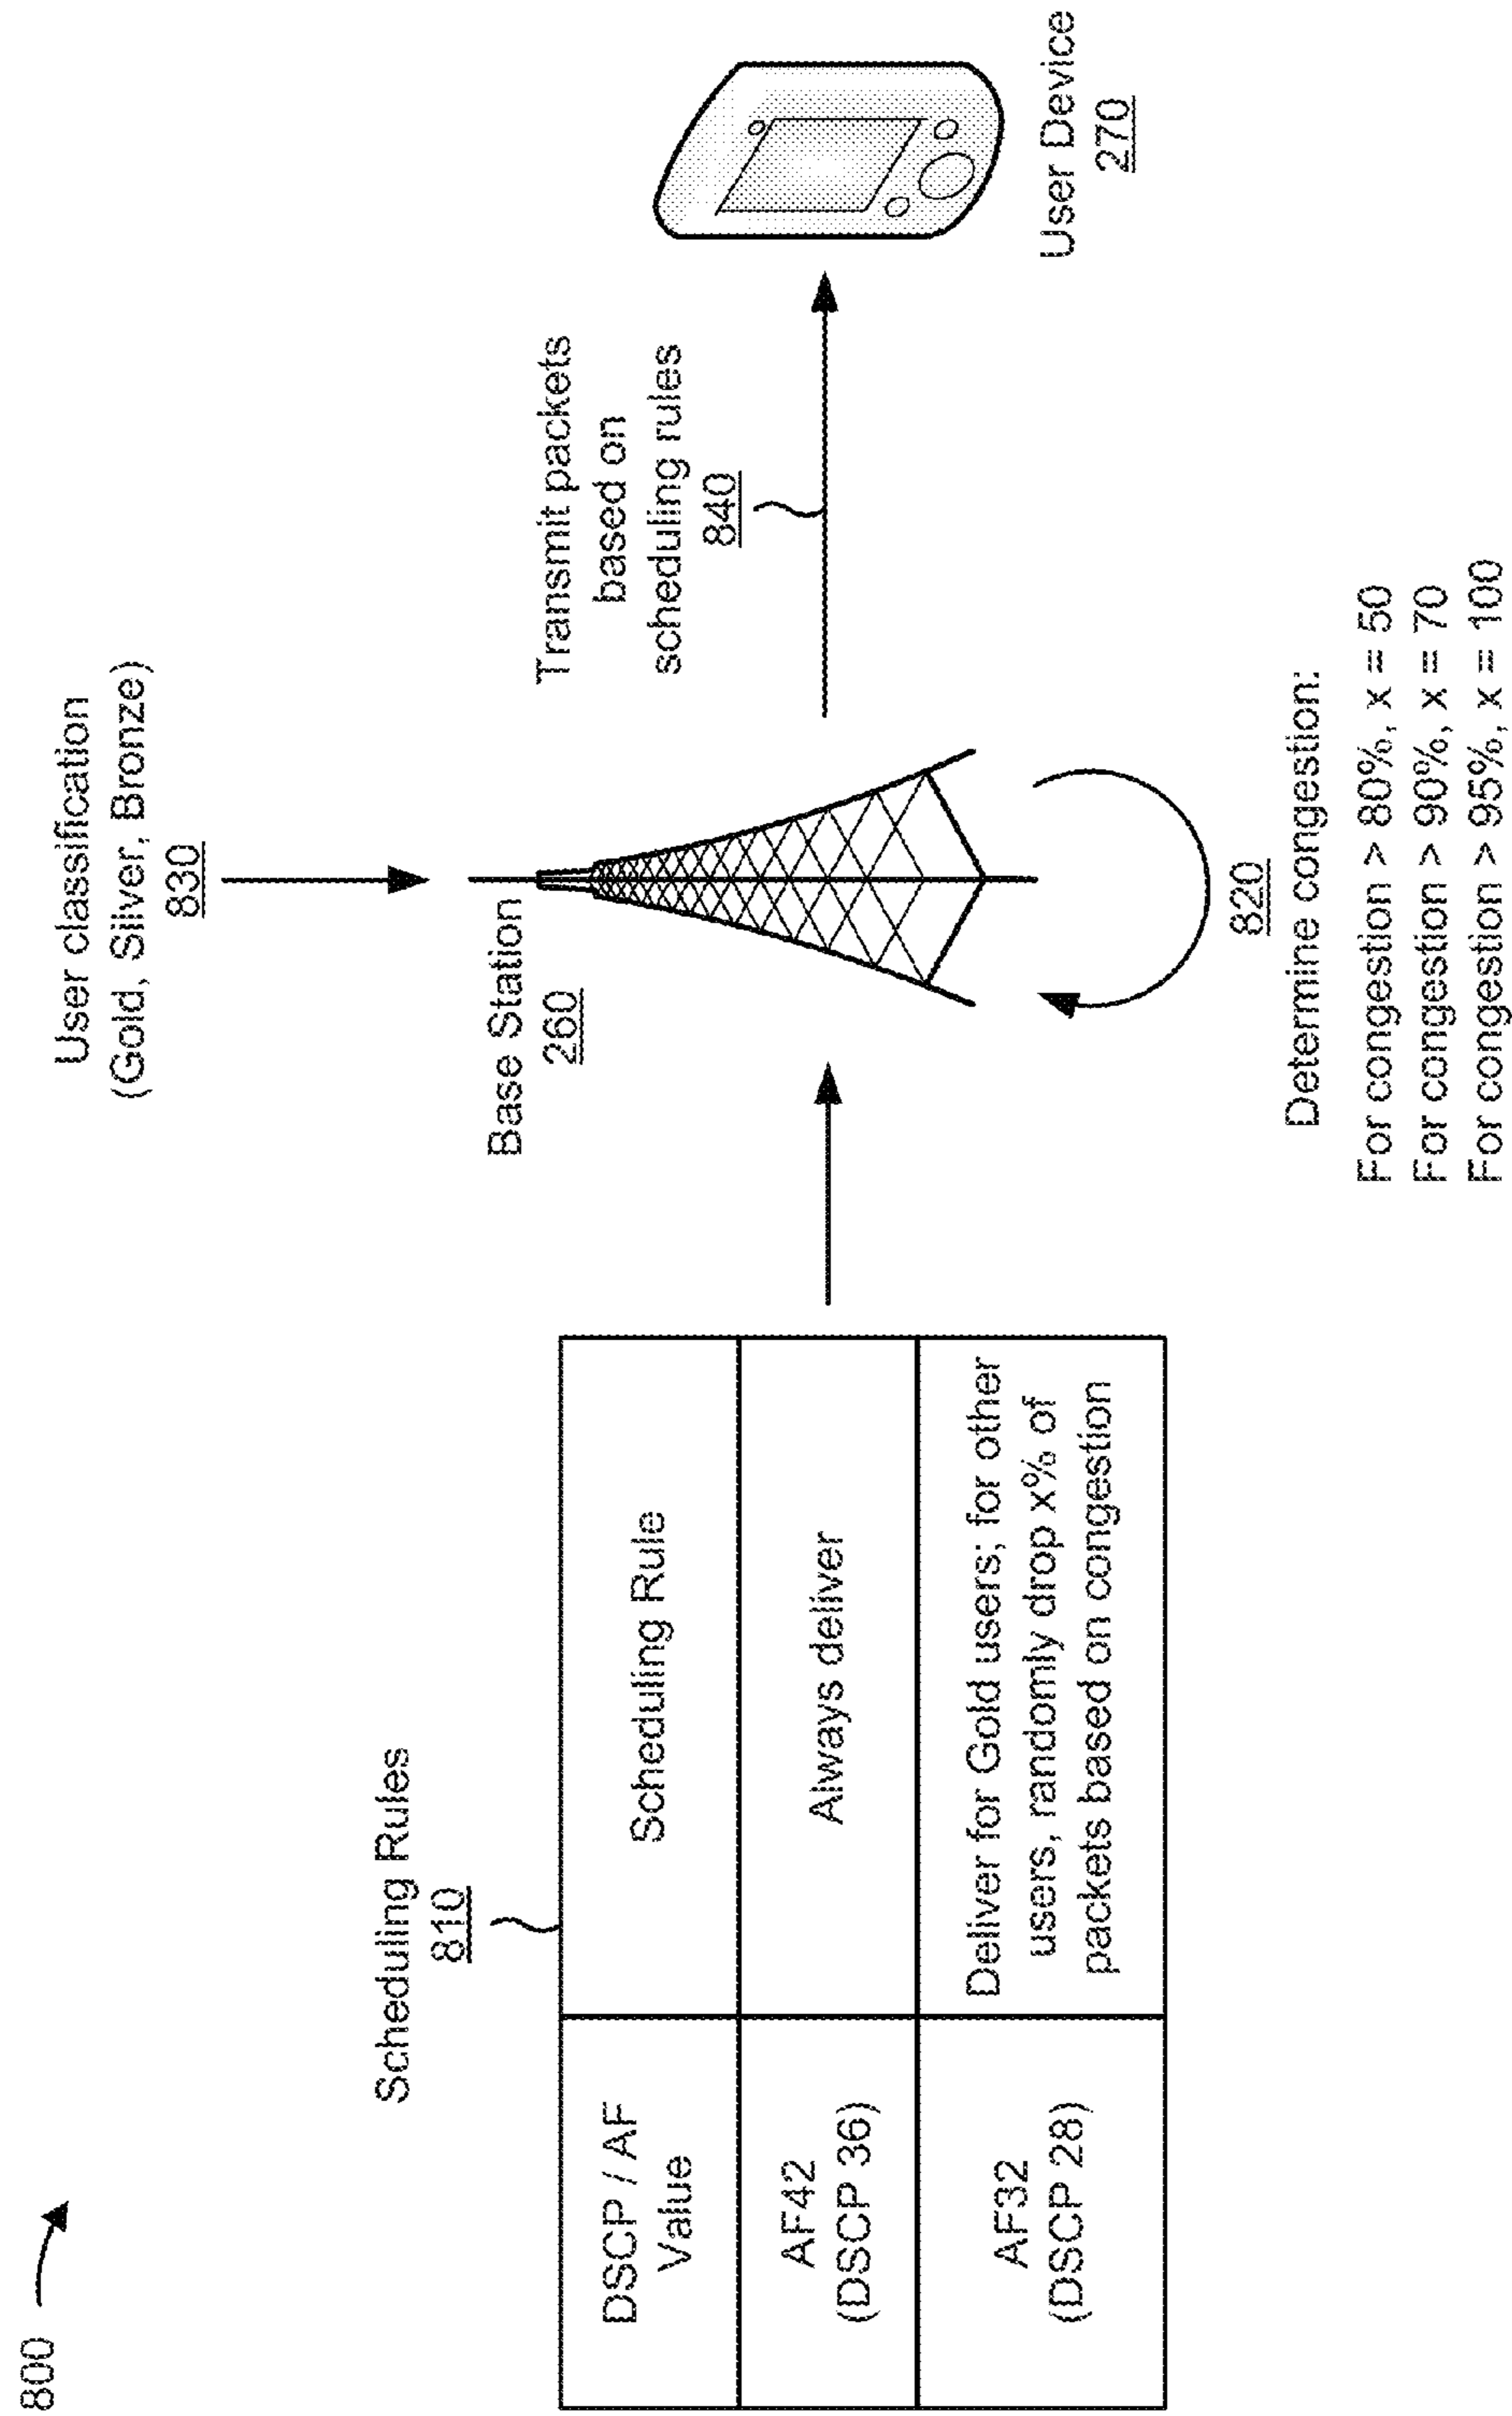 800
Scheduling Rules
810
DSCP / AF
Value
Scheduling Rule
AF42
(DSCP 36)
Always deliver
AF32
(DSCP 28)
Deliver for Gold users; for other
users, randomly drop x% of
packets based on congestion
User classification
(Gold, Silver, Bronze)
830
Base Station
260
820
Determine congestion:
For congestion > 80%, x = 50
For congestion > 90%, x = 70
For congestion > 95%, x = 100
Transmit packets
based on
scheduling rules
840
User Device
270